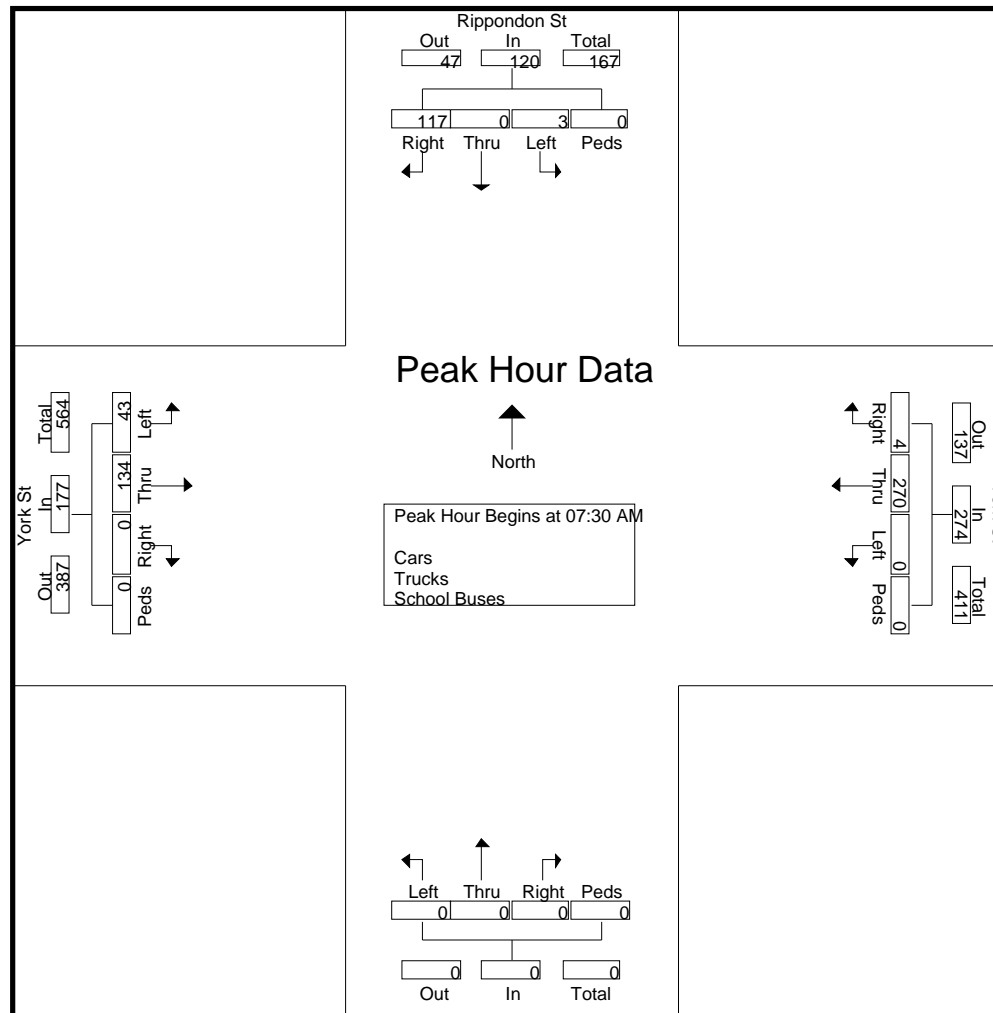 Rippondon St
Out In Total
47 120 167
117 0 3 0
Right Thru Left Peds
Peak Hour Data
North
Peak Hour Begins at 07:30 AM
Cars
Trucks
School Buses
York St
Total In Out
564 177 387
43 134 0 0
Left Thru Right Peds
Right Thru Left Peds
4 270 0 0
Out In Total
137 274 411
Left Thru Right Peds
0 0 0 0
0 0 0
Out In Total